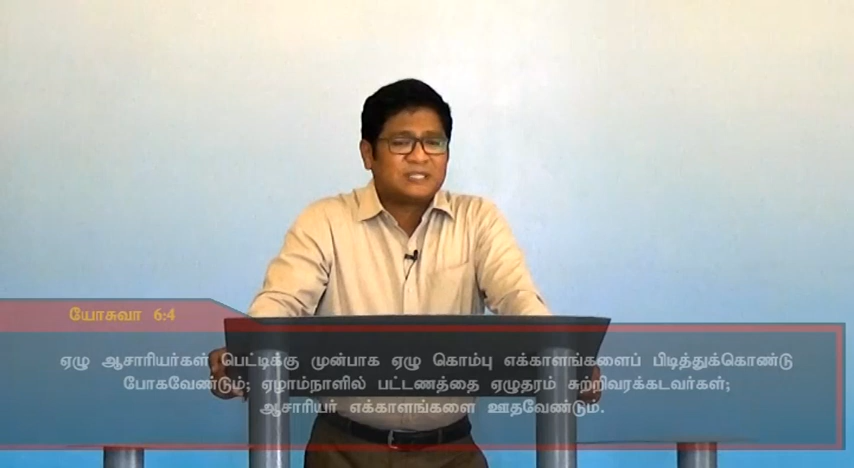 யோசுவா 6:4
ஏழு ஆசாரியர்கள் பெட்டிக்கு முன்பாக ஏழு கொம்பு எக்காளங்களைப் பிடித்துக்கொண்டு
போகவேண்டும்; ஏழாம்நாளில் பட்டணத்தை ஏழுதரம் சுற்றிவரக்கடவர்கள்;
ஆசாரியர் எக்காளங்களை ஊதவேண்டும்.